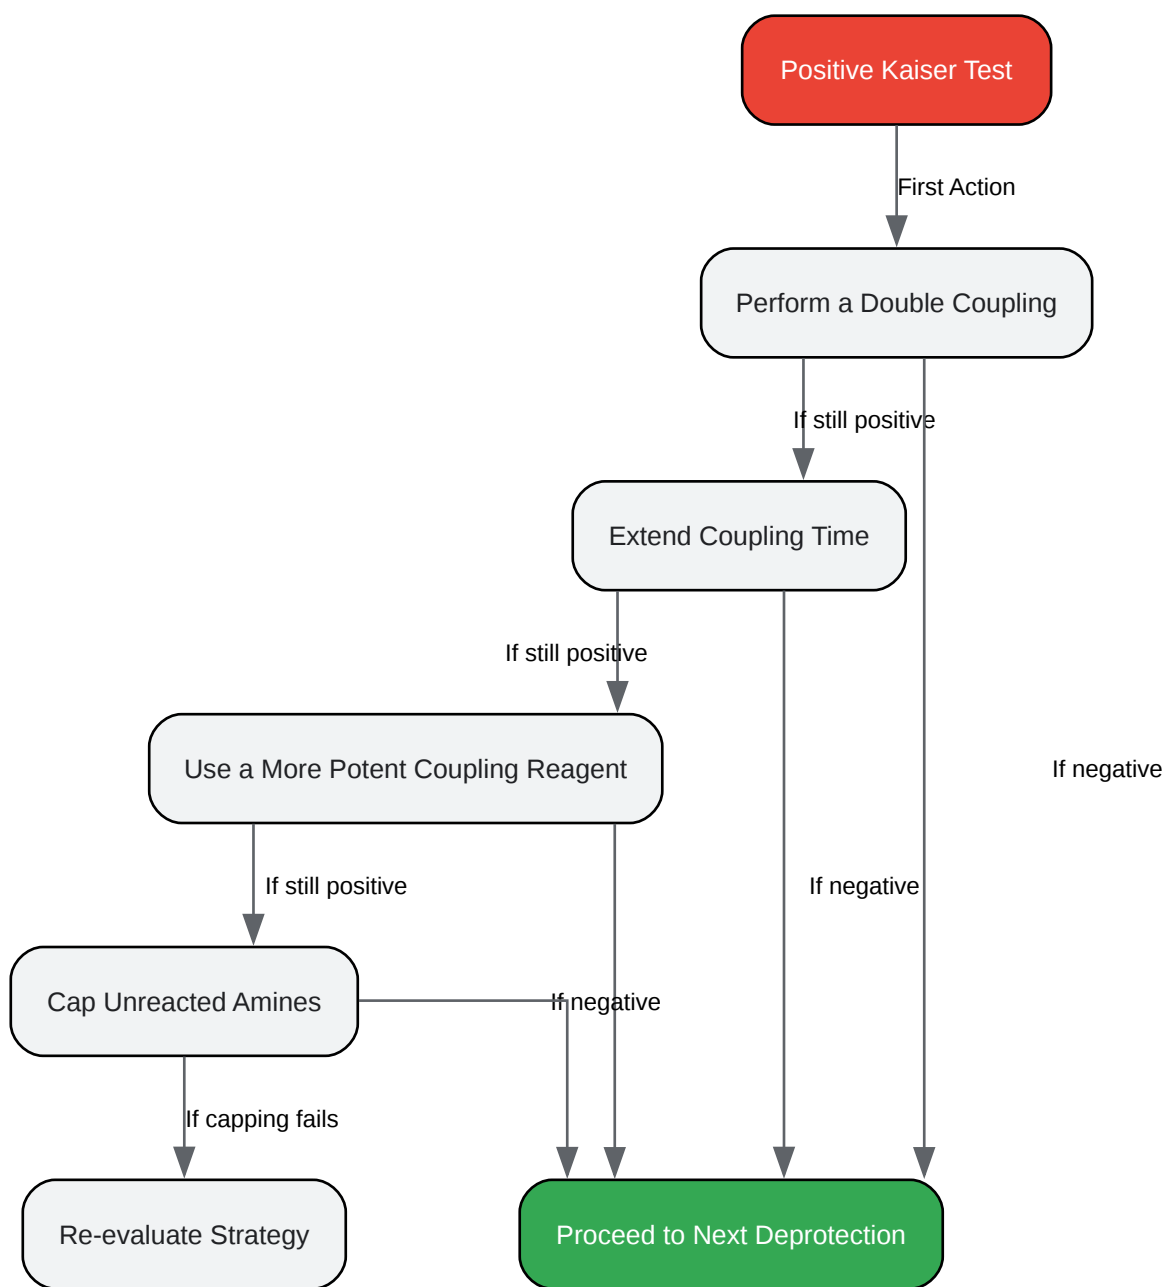 Positive Kaiser Test
First Action
Perform a Double Coupling
If still positive
Extend Coupling Time
If still positive
Use a More Potent Coupling Reagent
If negative
If still positive
If negative
Cap Unreacted Amines
If negative
If capping fails
Re-evaluate Strategy
Proceed to Next Deprotection